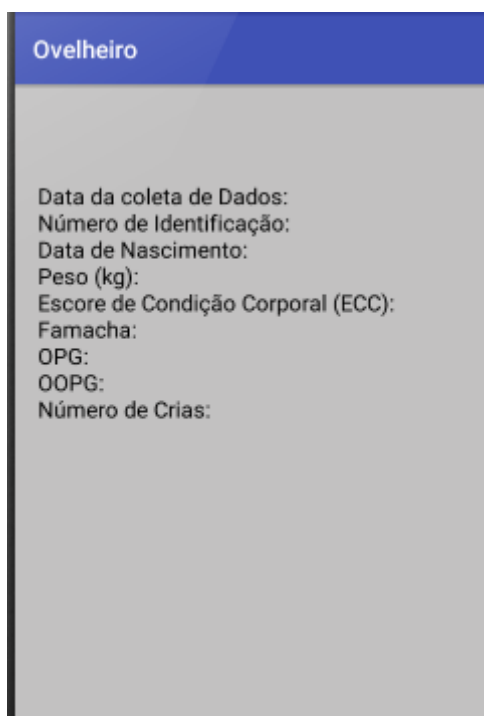 Ovelheiro
Data da coleta de Dados:
Número de Identificação:
Data de Nascimento:
Peso (kg):
Escore de Condição Corporal (ECC):
Famacha:
OPG:
OOPG:
Número de Crias: